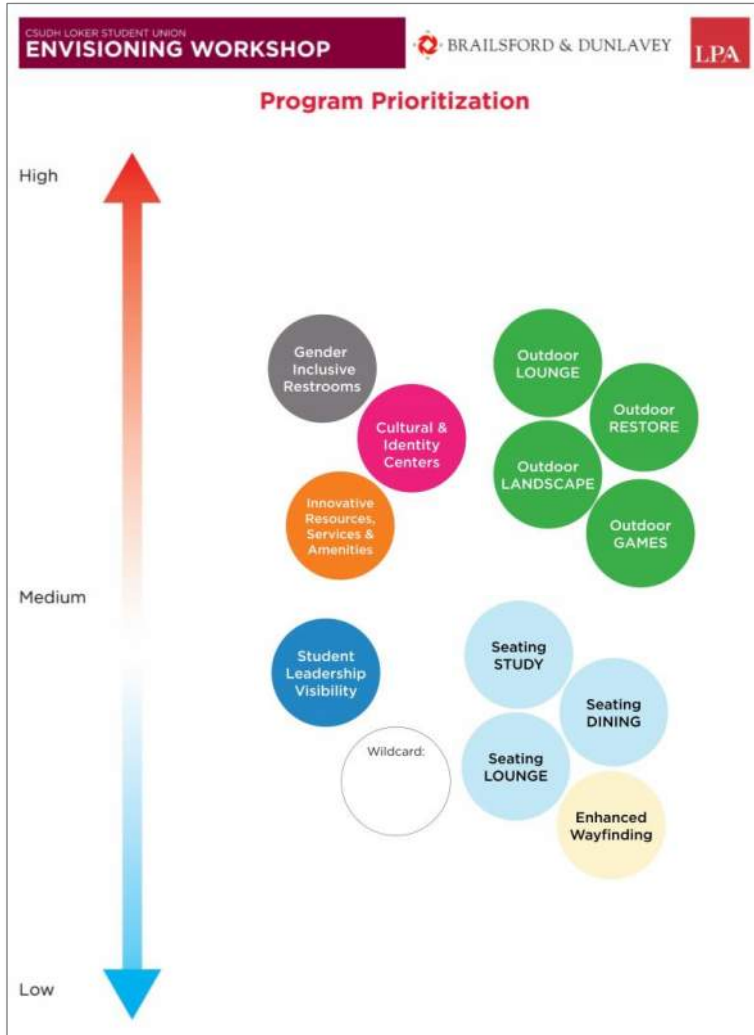 CSUDH LOKER STUDENT UNION
ENVISIONING WORKSHOP
BRAILSFORD & DUNLAVEY
LPA
Program Prioritization
High
Gender
Inclusive
Restrooms
Cultural &
Identity
Centers
Innovative
Resources,
Services &
Amenities
Outdoor
LOUNGE
Outdoor
RESTORE
Outdoor
LANDSCAPE
Outdoor
GAMES
Medium
Student
Leadership
Visibility
Wildcard:
Seating
STUDY
Seating
DINING
Seating
LOUNGE
Enhanced
Wayfinding
Low